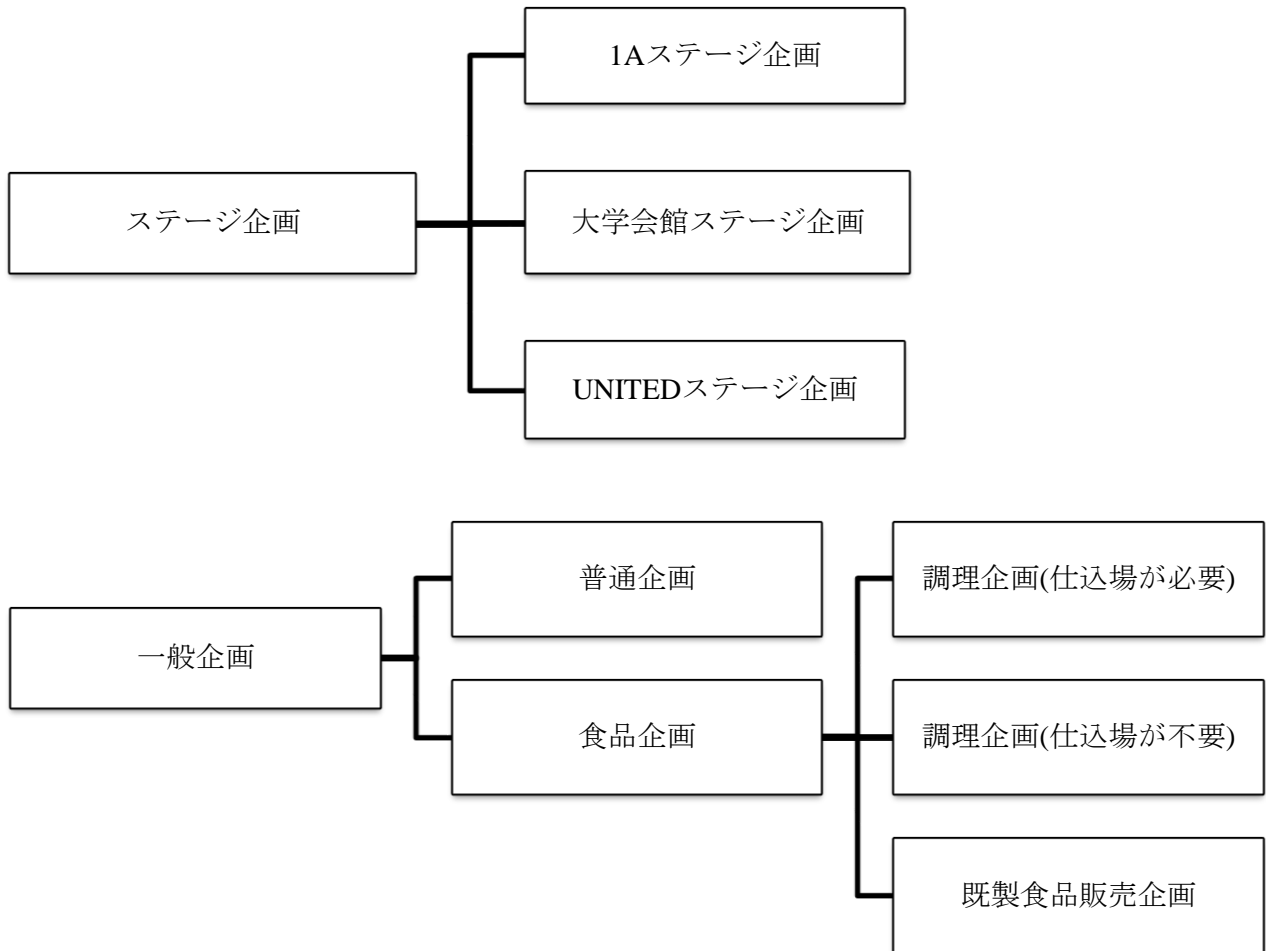 1Aステージ企画
ステージ企画
大学会館ステージ企画
UNITEDステージ企画
普通企画
調理企画(仕込場が必要)
一般企画
食品企画
調理企画(仕込場が不要)
既製食品販売企画